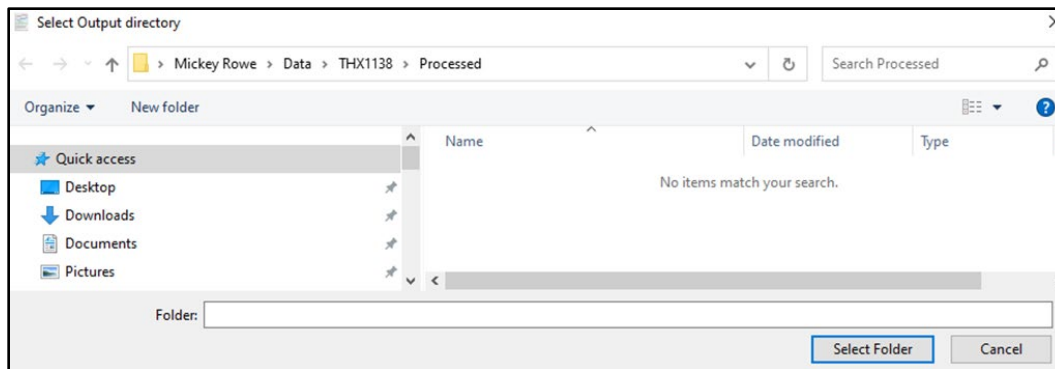 Select Output directory
Mickey Rowe > Data > THX1138 > Processed
Search Processed
Organize
New folder
Name
Date modified
Type
Quick access
No items match your search.
Desktop
Downloads
Documents
Pictures
Folder:
Select Folder
Cancel